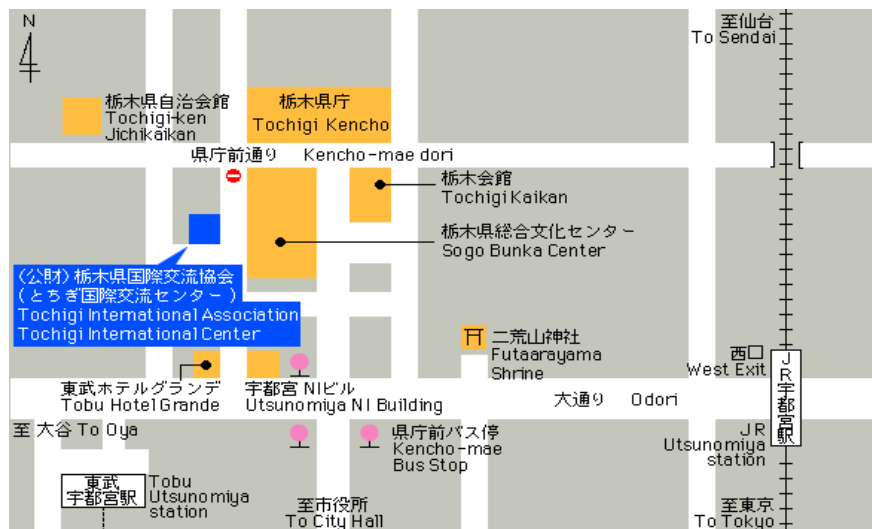 N
至仙台
To Sendai
栃木県自治会館
Tochigi-ken
Jichikaikan
栃木県庁
Tochigi Kencho
県庁前通り Kencho-mae dori
栃木会館
Tochigi Kaikan
栃木県総合文化センター
Sogo Bunka Center
(公財)栃木県国際交流協会
(とちぎ国際交流センター)
Tochigi International Association
Tochigi International Center
二荒山神社
Futaarayama
Shrine
西口
West Exit
JR宇都宮駅
東武ホテルグランデ
Tobu Hotel Grande
宇都宮 NIビル
Utsunomiya NI Building
大通り Odori
至 大谷 To Oya
県庁前バス停
Kencho-mae
Bus Stop
JR
Utsunomiya
station
東武
宇都宮駅
Tobu
Utsunomiya
station
至市役所
To City Hall
至東京
To Tokyo